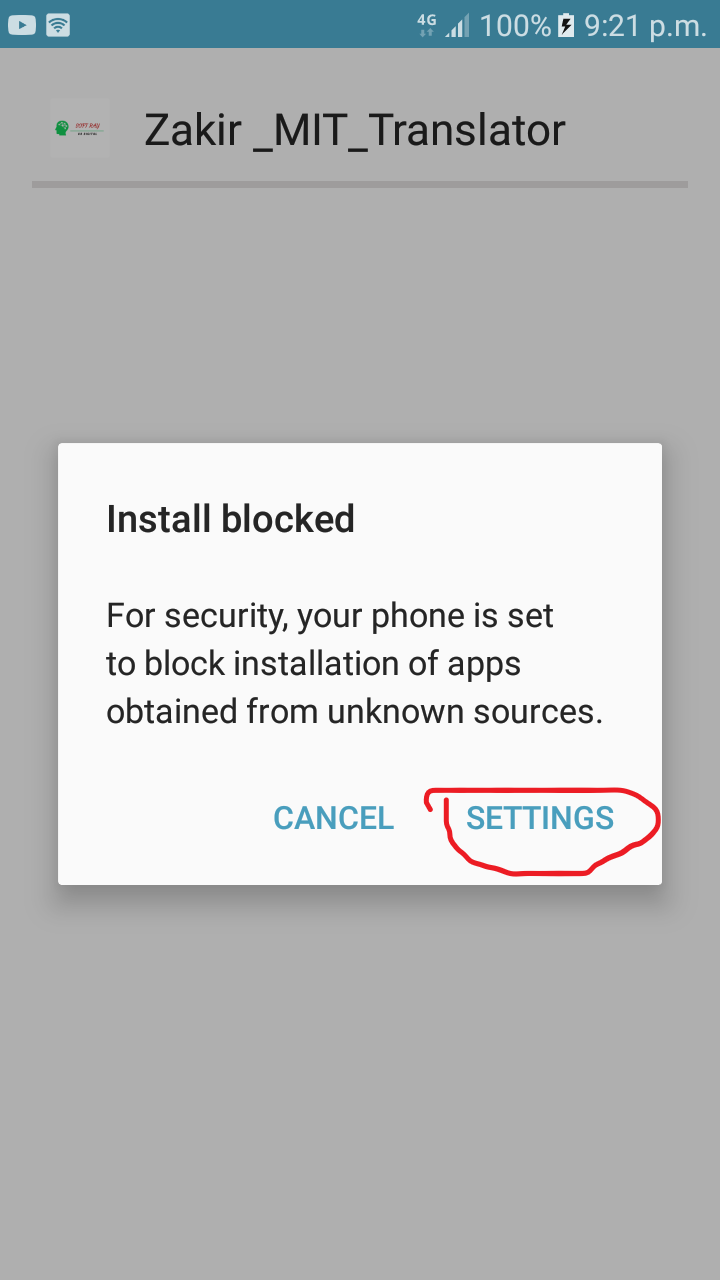 4G 100% 9:21 p.m.
Zakir _MIT_Translator
Install blocked
For security, your phone is set
to block installation of apps
obtained from unknown sources.
CANCEL SETTINGS